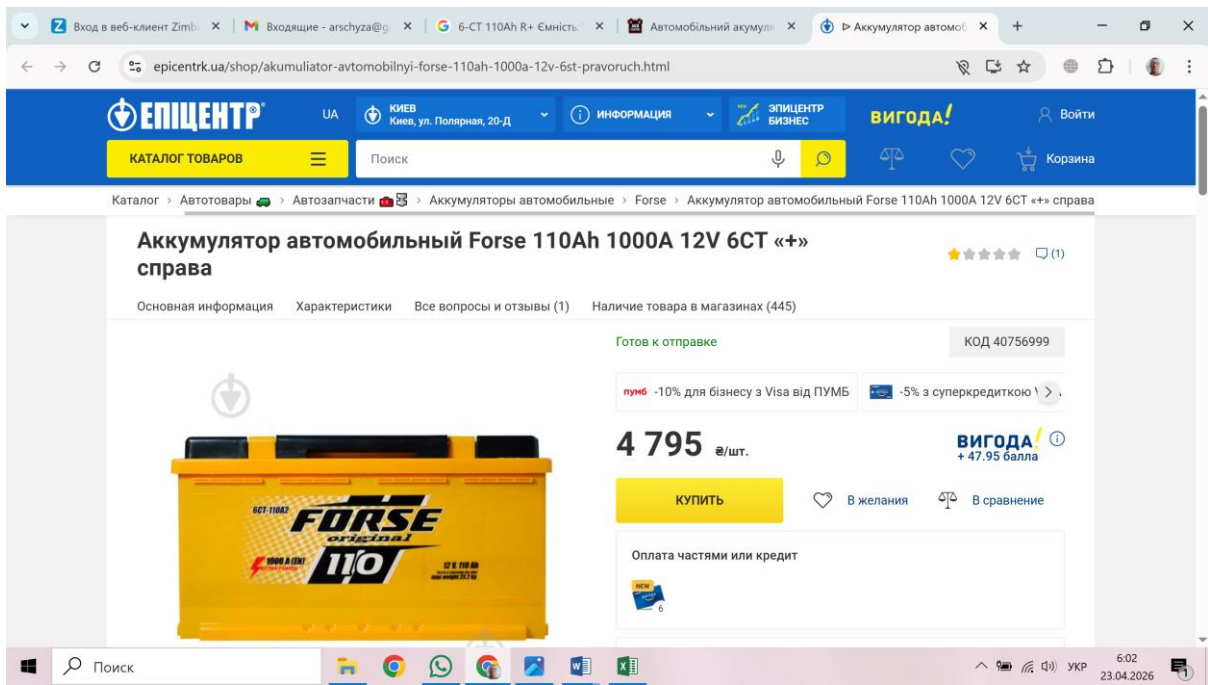 Вход в веб-клиент Zimb
Входящие - arschyza@g
6-СТ 110Ah R+ Ємність:
Автомобільний акумуля
ᐈ Аккумулятор автомоб
epicentrk.ua/shop/akumuliator-avtomobilnyi-forse-110ah-1000a-12v-6st-pravoruch.html
ЕПІЦЕНТР
UA
КИЕВ
Киев, ул. Полярная, 20-Д
ИНФОРМАЦИЯ
ЭПИЦЕНТР
БИЗНЕС
ВИГОДА!
Войти
КАТАЛОГ ТОВАРОВ
Поиск
Корзина
Каталог > Автотовары > Автозапчасти > Аккумуляторы автомобильные > Forse > Аккумулятор автомобильный Forse 110Ah 1000A 12V 6СТ «+» справа
Аккумулятор автомобильный Forse 110Ah 1000A 12V 6СТ «+»
справа
(1)
Основная информация Характеристики Все вопросы и отзывы (1) Наличие товара в магазинах (445)
Готов к отправке
КОД 40756999
пумб -10% для бізнесу з Visa від ПУМБ
-5% з суперкредиткою
4 795 ₴/шт.
ВИГОДА!
+ 47.95 балла
КУПИТЬ
В желания
В сравнение
6СТ-110А2
FORSE
original
1000 A (EN)
110
12 V, 110 Ah
Оплата частями или кредит
NEW
6
Поиск
УКР
6:02
23.04.2026
1